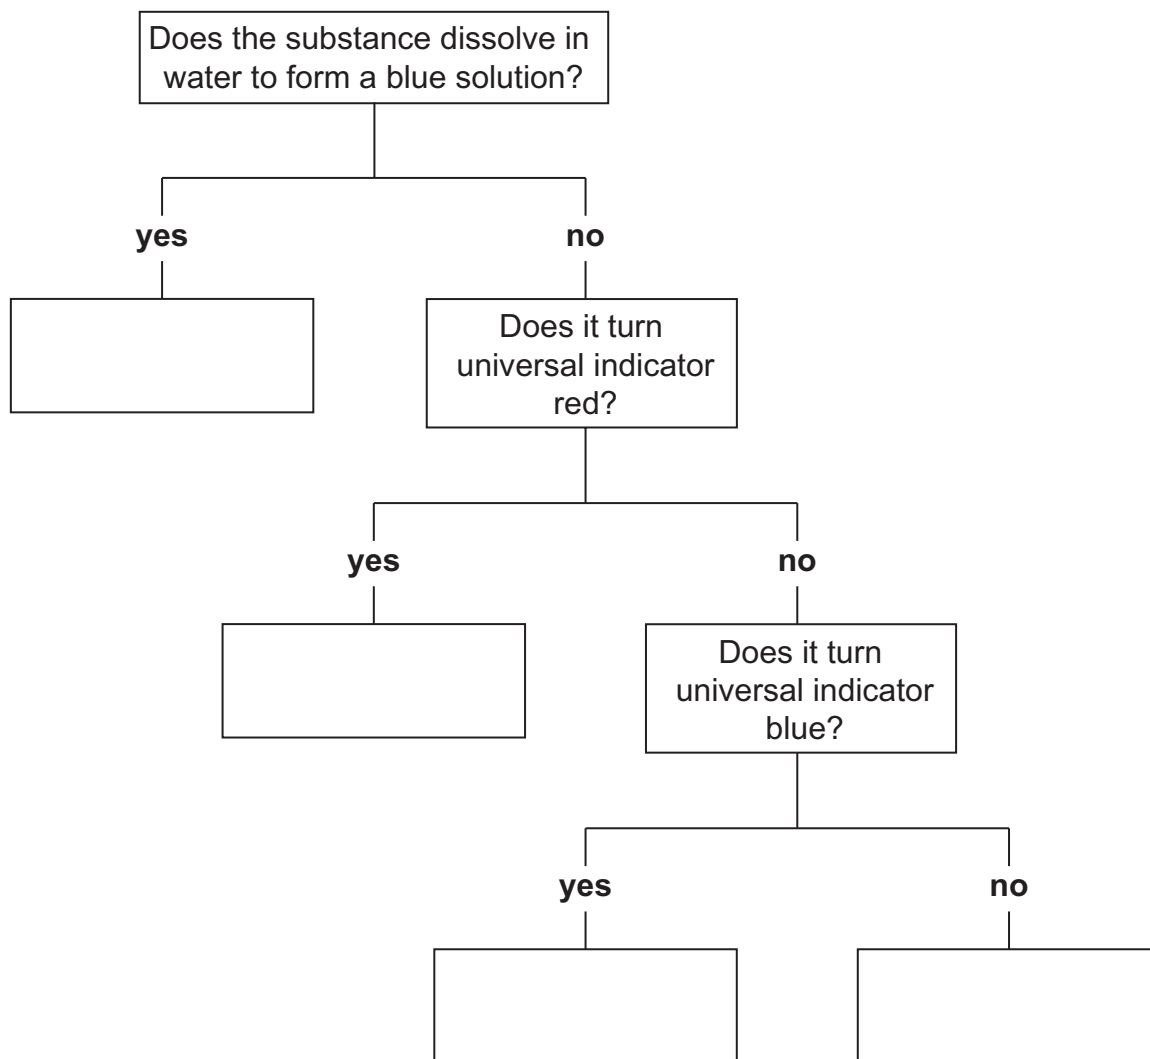 Does the substance dissolve in
water to form a blue solution?
yes
no
Does it turn
universal indicator
red?
yes
no
Does it turn
universal indicator
blue?
yes
no